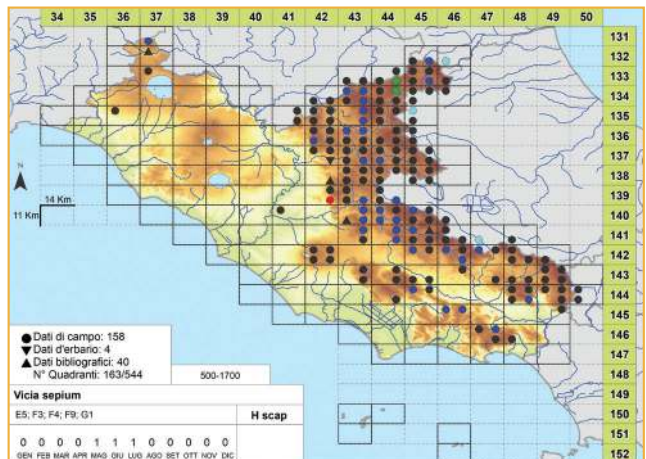 34 35 36 37 38 39 40 41 42 43 44 45 46 47 48 49 50
131
132
133
134
135
136
137
138
139
140
141
142
143
144
145
146
147
148
149
150
151
152
N
14 Km
11 Km
Dati di campo: 158
Dati d'erbario: 4
Dati bibliografici: 40
N° Quadranti: 163/544
500-1700
Vicia sepium
E5; F3; F4; F9; G1
H scap
0 0 0 0 1 1 1 0 0 0 0 0
GEN FEB MAR APR MAG GIU LUG AGO SET OTT NOV DIC